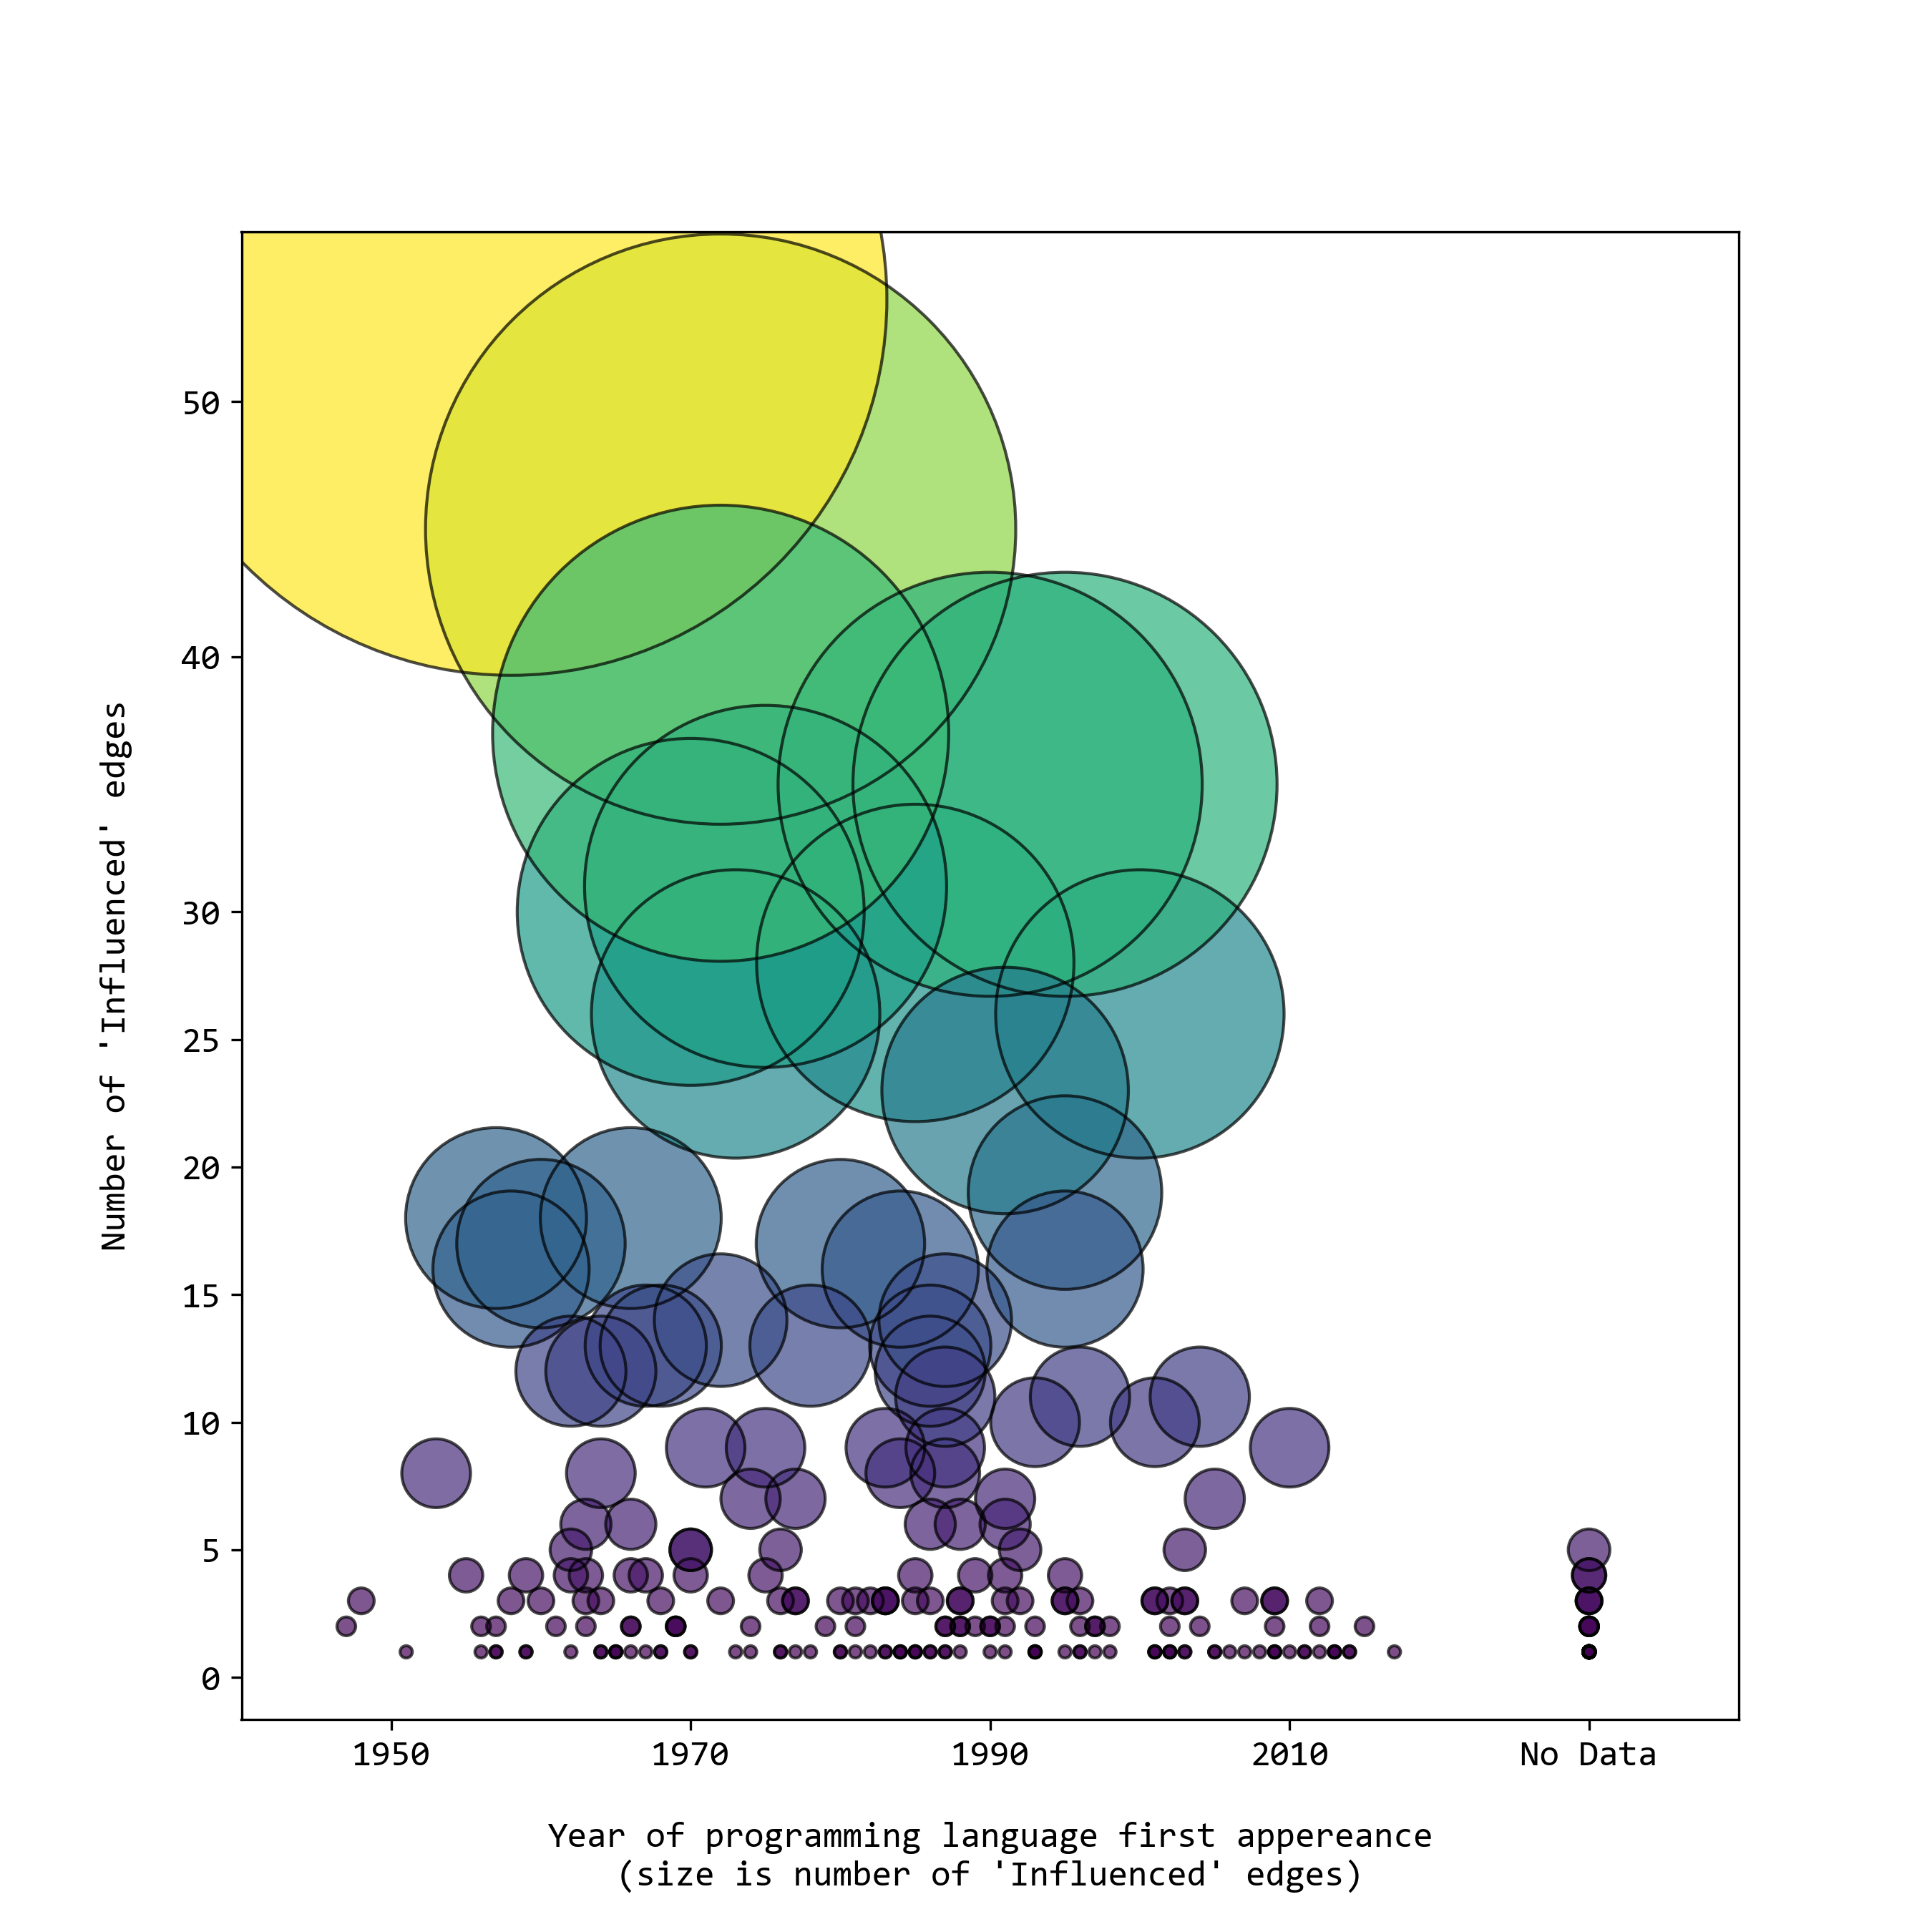 50
40
30
25
20
15
10
5
0
Number of 'Influenced' edges
1950 1970 1990 2010 No Data
Year of programming language first appereance
(size is number of 'Influenced' edges)